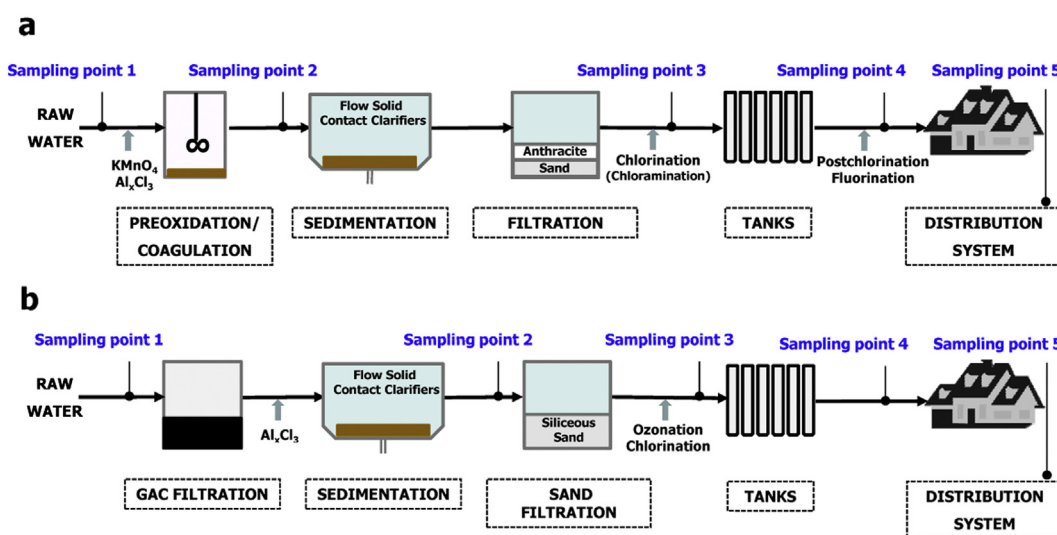 a
Sampling point 1
Sampling point 2
Sampling point 3
Sampling point 4
Sampling point 5
RAW
WATER
KMnO4
AlxCl3
Flow Solid
Contact Clarifiers
Anthracite
Sand
Chlorination
(Chloramination)
Postchlorination
Fluorination
PREOXIDATION/
COAGULATION
SEDIMENTATION
FILTRATION
TANKS
DISTRIBUTION
SYSTEM
b
Sampling point 1
Sampling point 2
Sampling point 3
Sampling point 4
Sampling point 5
RAW
WATER
AlxCl3
Flow Solid
Contact Clarifiers
Siliceous
Sand
Ozonation
Chlorination
GAC FILTRATION
SEDIMENTATION
SAND
FILTRATION
TANKS
DISTRIBUTION
SYSTEM